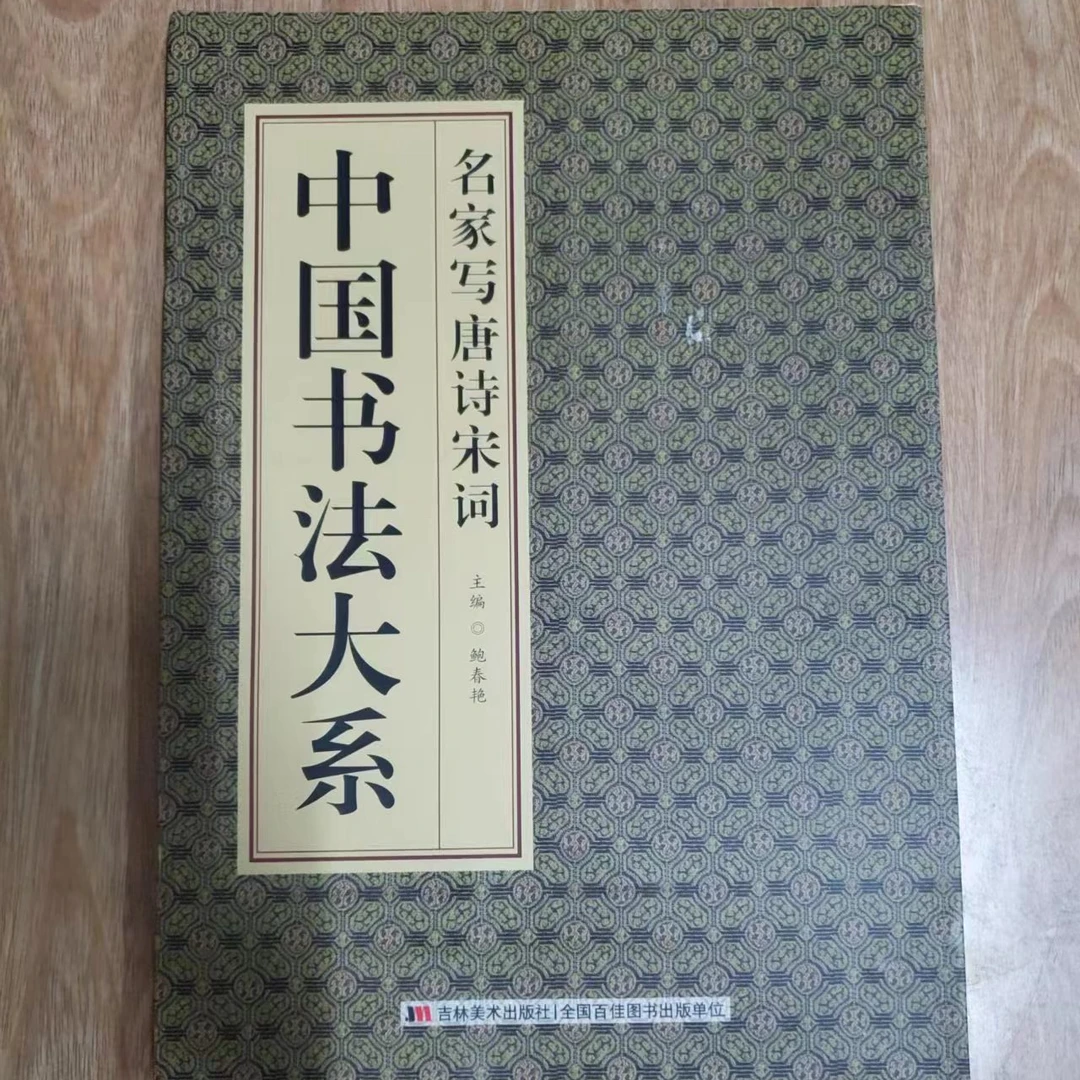 名家写唐诗宋词
主编◎鲍春艳
中国书法大系
吉林美术出版社|全国百佳图书出版单位